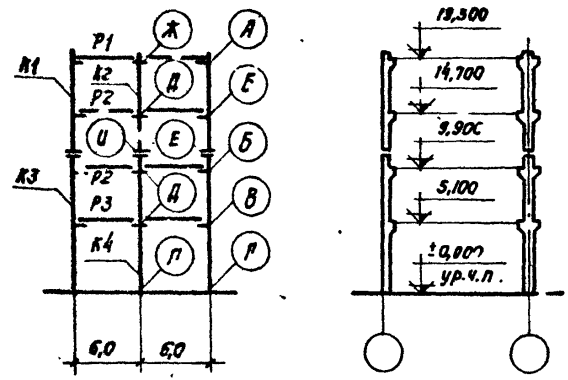 Р1
Ж
А
К1
К2
Д
Е
Р2
И
Е
Б
Р2
К3
Р3
Д
В
К4
П
Р
6,0
6,0
19,300
14,700
9,900
5,100
±0,000
ур.ч.п.